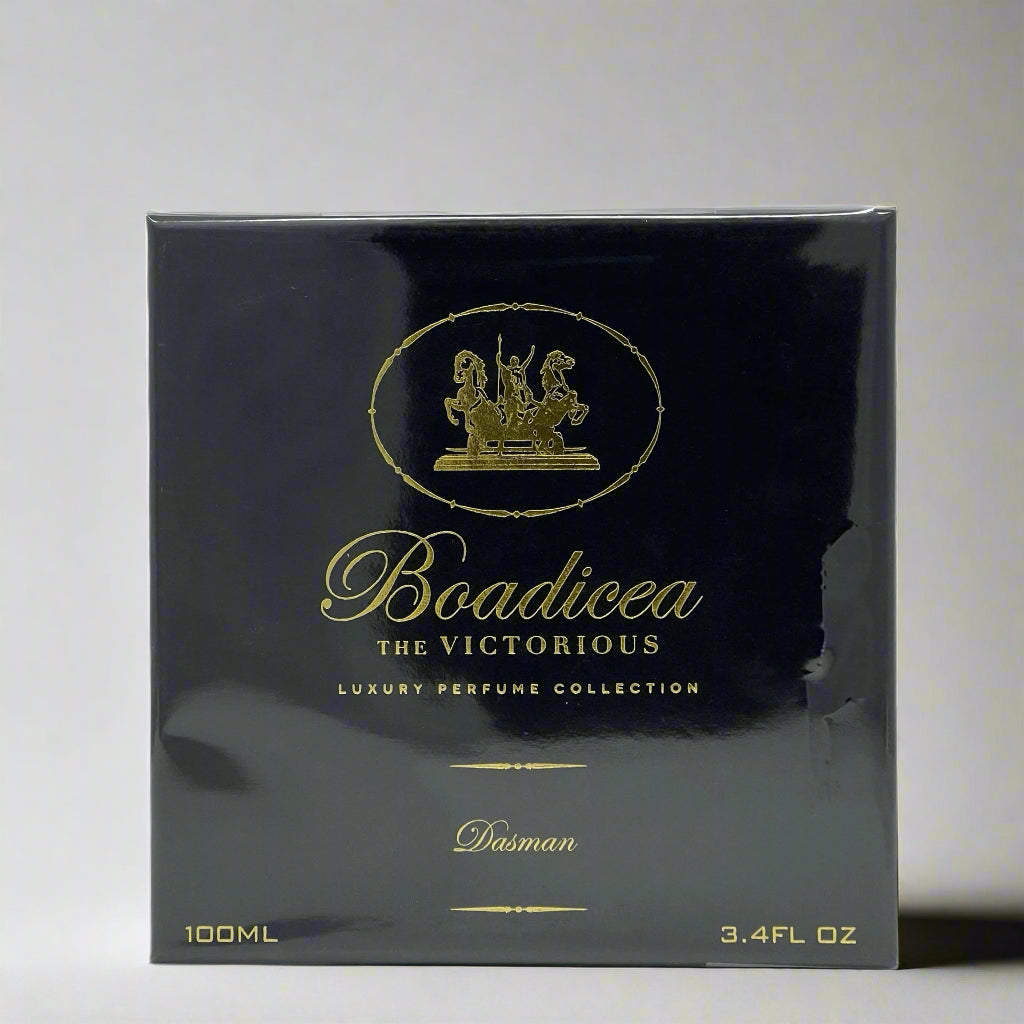 Boadicea
THE VICTORIOUS
LUXURY PERFUME COLLECTION
Dasman
100ML
3.4FL OZ